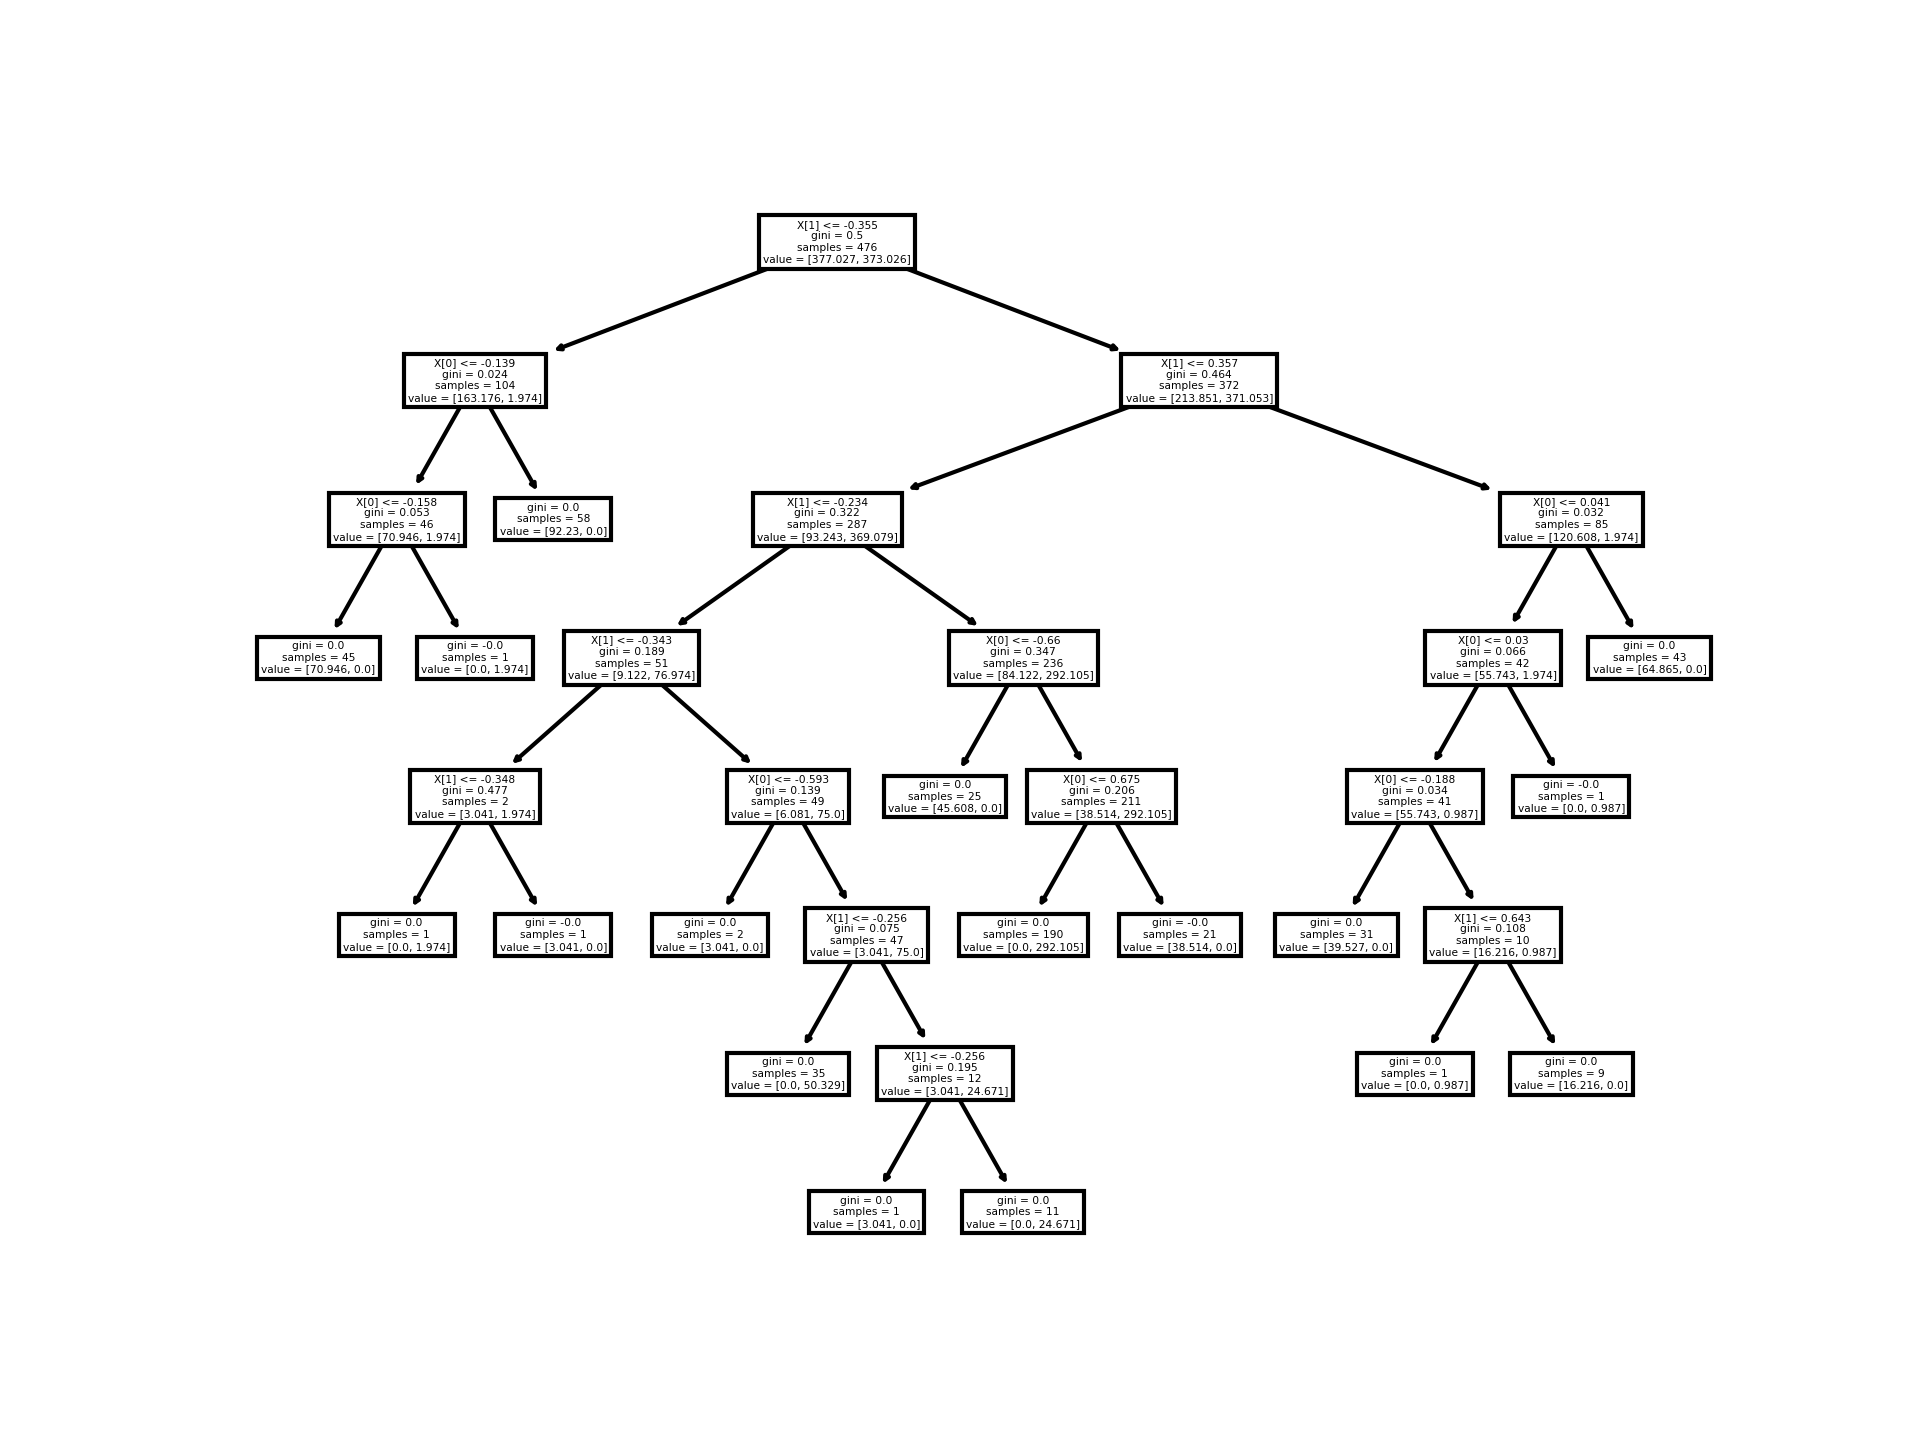 X[1] <= -0.355
gini = 0.5
samples = 476
value = [377.027, 373.026]
X[0] <= -0.139
gini = 0.024
samples = 104
value = [163.176, 1.974]
X[1] <= 0.357
gini = 0.464
samples = 372
value = [213.851, 371.053]
X[0] <= -0.158
gini = 0.053
samples = 46
value = [70.946, 1.974]
gini = 0.0
samples = 58
value = [92.23, 0.0]
X[1] <= -0.234
gini = 0.322
samples = 287
value = [93.243, 369.079]
X[0] <= 0.041
gini = 0.032
samples = 85
value = [120.608, 1.974]
gini = 0.0
samples = 45
value = [70.946, 0.0]
gini = -0.0
samples = 1
value = [0.0, 1.974]
X[1] <= -0.343
gini = 0.189
samples = 51
value = [9.122, 76.974]
X[0] <= -0.66
gini = 0.347
samples = 236
value = [84.122, 292.105]
X[0] <= 0.03
gini = 0.066
samples = 42
value = [55.743, 1.974]
gini = 0.0
samples = 43
value = [64.865, 0.0]
X[1] <= -0.348
gini = 0.477
samples = 2
value = [3.041, 1.974]
X[0] <= -0.593
gini = 0.139
samples = 49
value = [6.081, 75.0]
gini = 0.0
samples = 25
value = [45.608, 0.0]
X[0] <= 0.675
gini = 0.206
samples = 211
value = [38.514, 292.105]
X[0] <= -0.188
gini = 0.034
samples = 41
value = [55.743, 0.987]
gini = -0.0
samples = 1
value = [0.0, 0.987]
gini = 0.0
samples = 1
value = [0.0, 1.974]
gini = -0.0
samples = 1
value = [3.041, 0.0]
gini = 0.0
samples = 2
value = [3.041, 0.0]
X[1] <= -0.256
gini = 0.075
samples = 47
value = [3.041, 75.0]
gini = 0.0
samples = 190
value = [0.0, 292.105]
gini = -0.0
samples = 21
value = [38.514, 0.0]
gini = 0.0
samples = 31
value = [39.527, 0.0]
X[1] <= 0.643
gini = 0.108
samples = 10
value = [16.216, 0.987]
gini = 0.0
samples = 35
value = [0.0, 50.329]
X[1] <= -0.256
gini = 0.195
samples = 12
value = [3.041, 24.671]
gini = 0.0
samples = 1
value = [0.0, 0.987]
gini = 0.0
samples = 9
value = [16.216, 0.0]
gini = 0.0
samples = 1
value = [3.041, 0.0]
gini = 0.0
samples = 11
value = [0.0, 24.671]